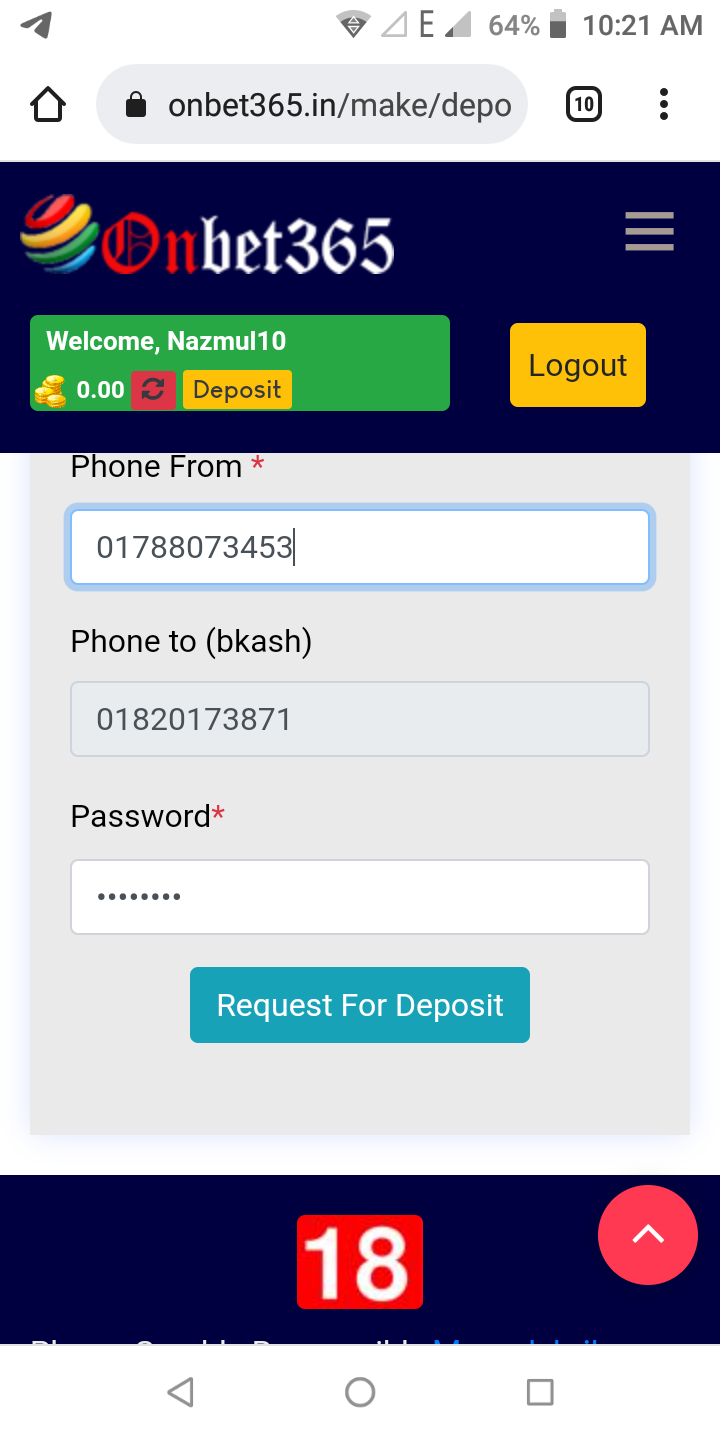 E 64% 10:21 AM
onbet365.in/make/depo
10
Onbet365
Welcome, Nazmul10
0.00 Deposit
Logout
Phone From *
01788073453
Phone to (bkash)
01820173871
Password*
••••••••
Request For Deposit
18